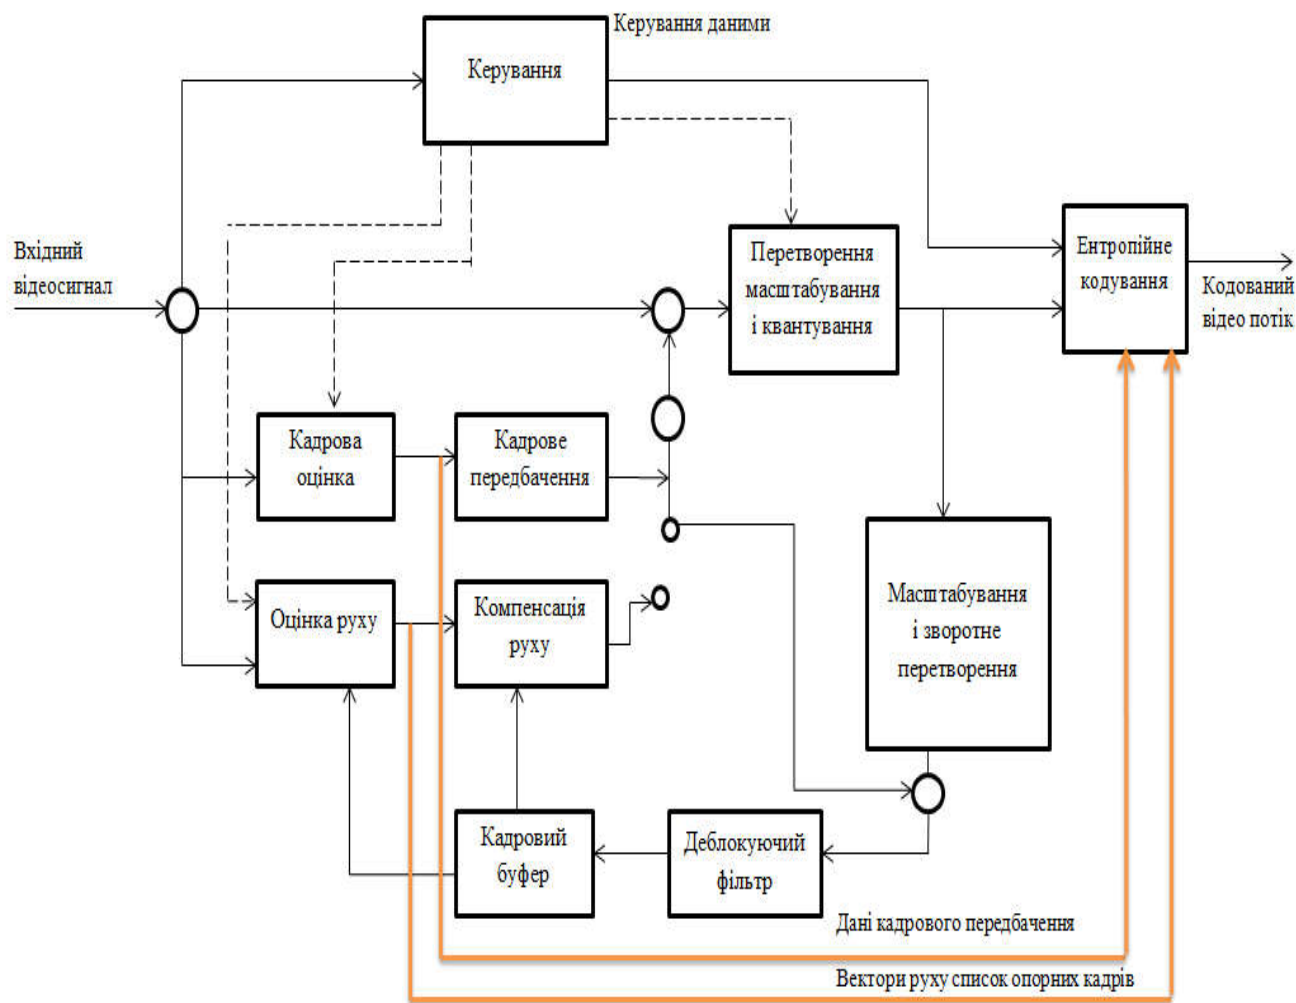 Керування даними
Керування
Вхідний
відеосигнал
Перетворення
масштабування
і квантування
Ентропійне
кодування
Кодований
відео потік
Кадрова
оцінка
Кадрове
передбачення
Оцінка руху
Компенсація
руху
Масштабування
і зворотне
перетворення
Кадровий
буфер
Деблокуючий
фільтр
Дані кадрового передбачення
Вектори руху список опорних кадрів